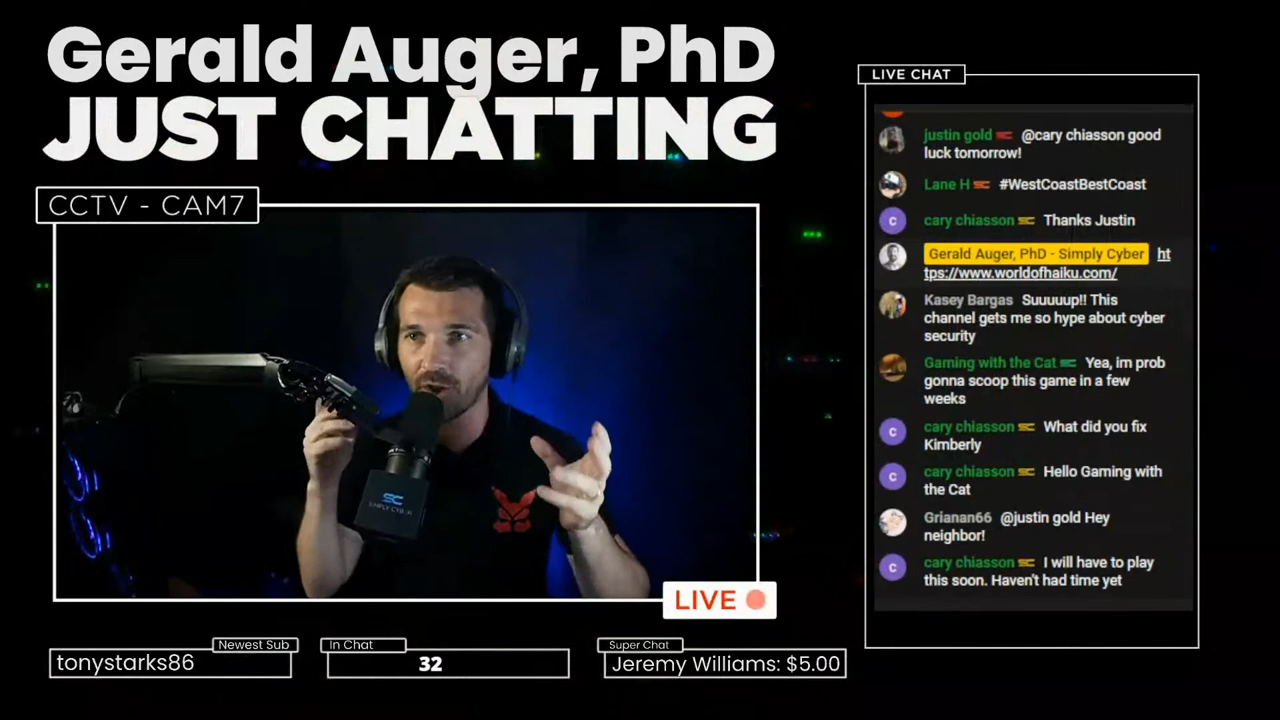 Gerald Auger, PhD
JUST CHATTING
CCTV - CAM7
SC
SIMPLY CYBER
LIVE
Newest Sub
tonystarks86
In Chat
32
Super Chat
Jeremy Williams: $5.00
LIVE CHAT
justin gold @cary chiasson good
luck tomorrow!
Lane H #WestCoastBestCoast
cary chiasson Thanks Justin
Gerald Auger, PhD - Simply Cyber ht
tps://www.worldofhaiku.com/
Kasey Bargas Suuuuup!! This
channel gets me so hype about cyber
security
Gaming with the Cat Yea, im prob
gonna scoop this game in a few
weeks
c cary chiasson What did you fix
Kimberly
c cary chiasson Hello Gaming with
the Cat
Grianan66 @justin gold Hey
neighbor!
c cary chiasson I will have to play
this soon. Haven't had time yet